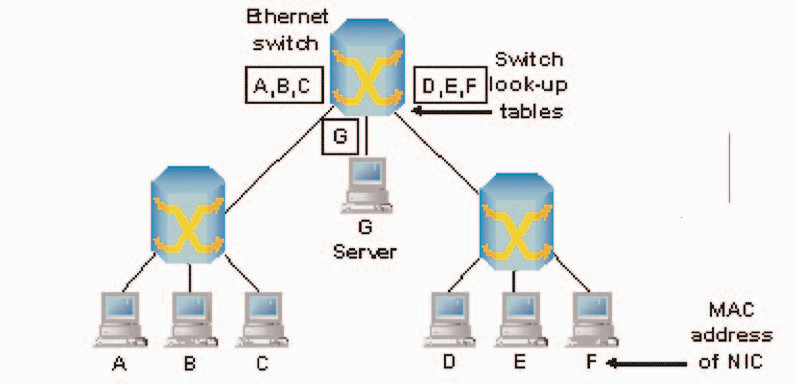 Ethernet
switch
A,B,C
D,E,F
Switch
look-up
tables
G
G
Server
A
B
C
D
E
F
MAC
address
of NIC